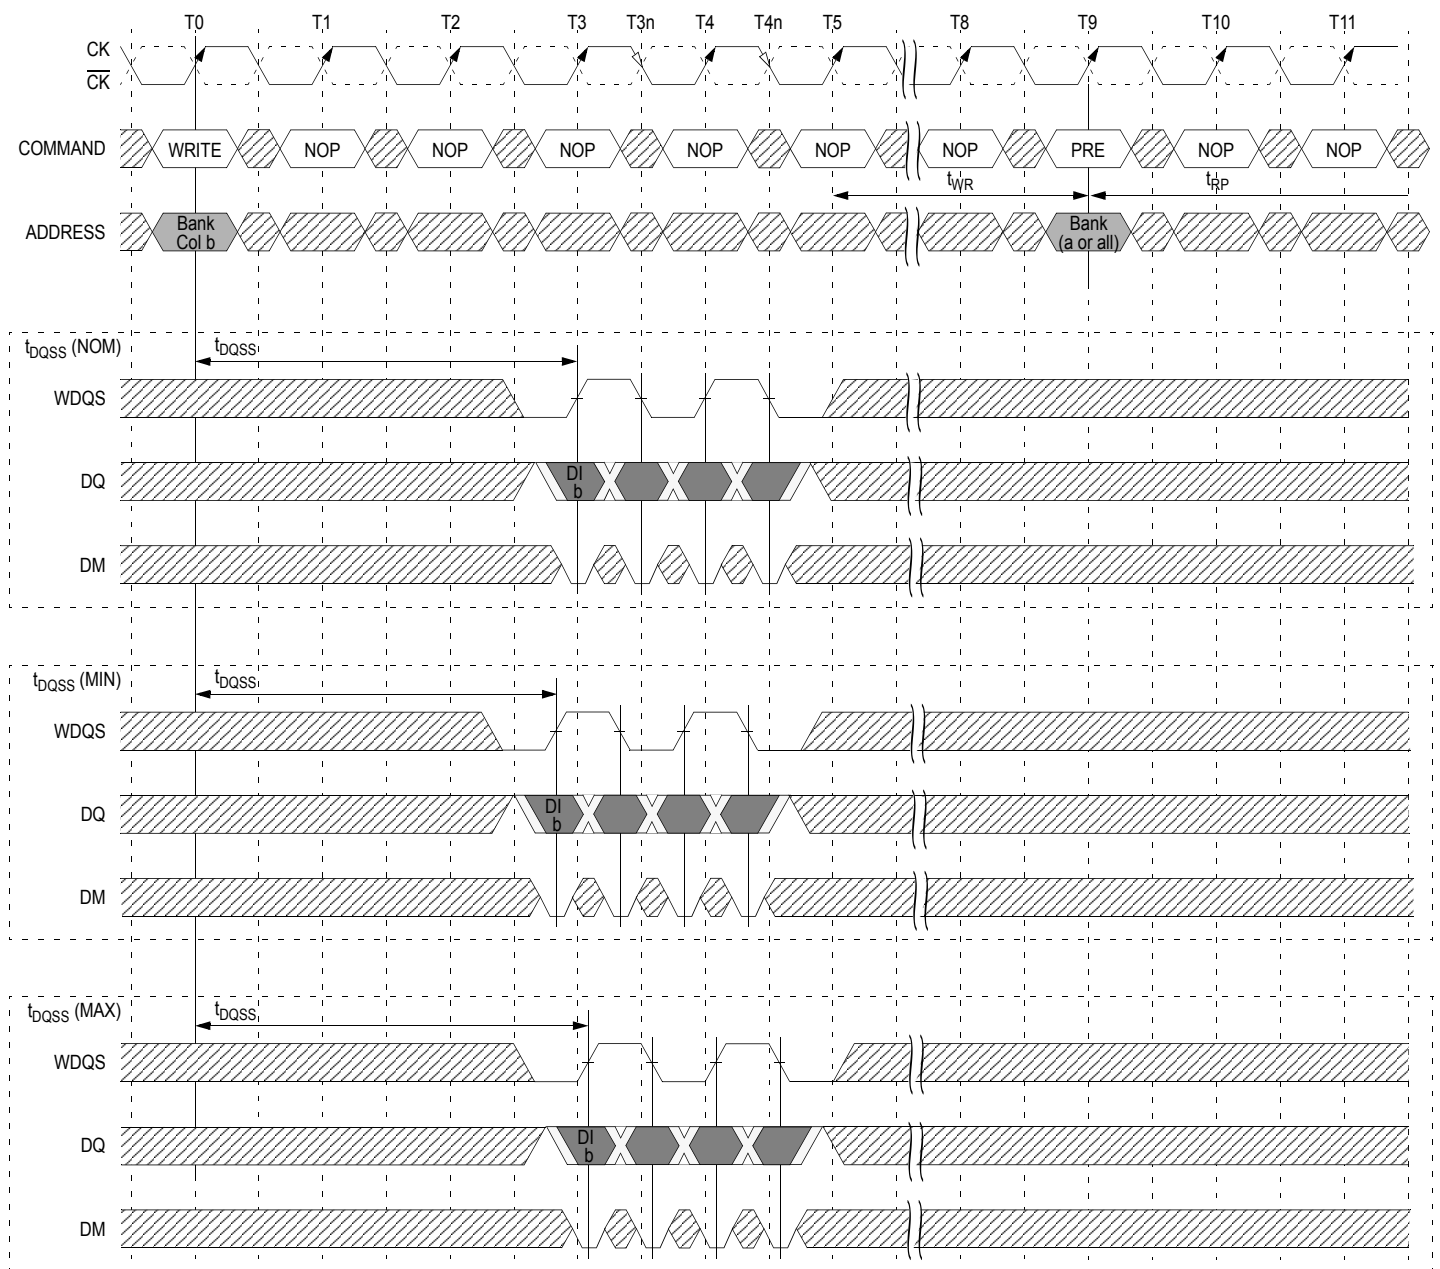 T0 T1 T2 T3 T3n T4 T4n T5 T8 T9 T10 T11
CK
CK
COMMAND WRITE NOP NOP NOP NOP NOP NOP PRE NOP NOP
tWR tRP
ADDRESS Bank Col b Bank (a or all)
tDQSS (NOM) tDQSS
WDQS
DQ DI b
DM
tDQSS (MIN) tDQSS
WDQS
DQ DI b
DM
tDQSS (MAX) tDQSS
WDQS
DQ DI b
DM